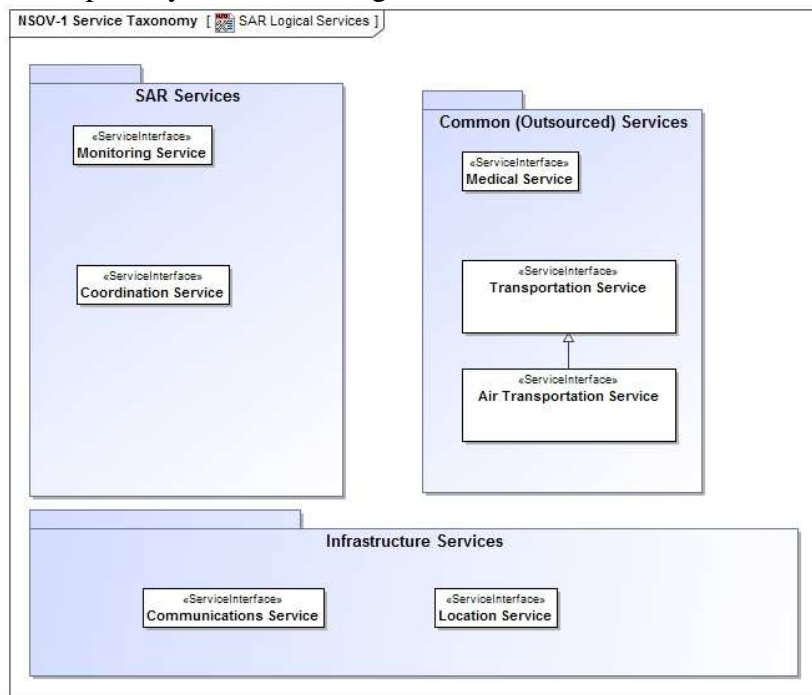 NSOV-1 Service Taxonomy [ SAR Logical Services ]
SAR Services
«ServiceInterface»
Monitoring Service
«ServiceInterface»
Coordination Service
Common (Outsourced) Services
«ServiceInterface»
Medical Service
«ServiceInterface»
Transportation Service
«ServiceInterface»
Air Transportation Service
Infrastructure Services
«ServiceInterface»
Communications Service
«ServiceInterface»
Location Service